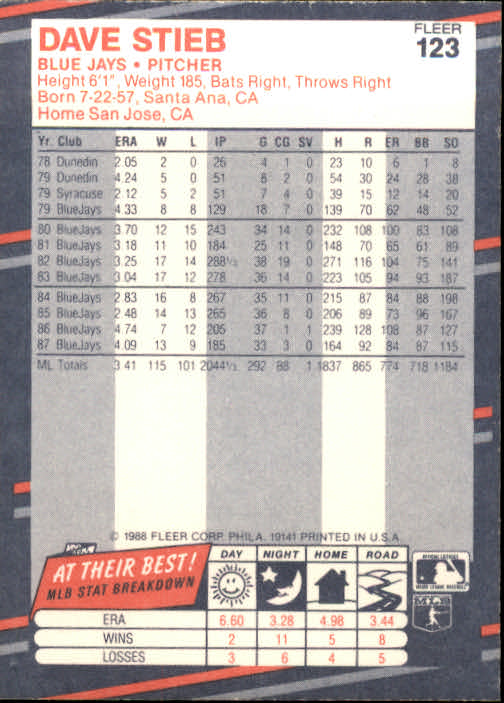 DAVE STIEB
FLEER
123
BLUE JAYS • PITCHER
Height 6'1", Weight 185, Bats Right, Throws Right
Born 7-22-57, Santa Ana, CA
Home San Jose, CA
Yr. Club ERA W L IP G CG SV H R ER BB SO
78 Dunedin 2.05 2 0 26 4 1 0 23 10 6 1 8
79 Dunedin 4.24 5 0 51 8 2 0 54 30 24 28 38
79 Syracuse 2.12 5 2 51 7 4 0 39 15 12 14 20
79 BlueJays 4.33 8 8 129 18 7 0 139 70 62 48 52
80 BlueJays 3.70 12 15 243 34 14 0 232 108 100 83 108
81 BlueJays 3.18 11 10 184 25 11 0 148 70 65 61 89
82 BlueJays 3.25 17 14 288⅓ 38 19 0 271 116 104 75 141
83 BlueJays 3.04 17 12 278 36 14 0 223 105 94 93 187
84 BlueJays 2.83 16 8 267 35 11 0 215 87 84 88 198
85 BlueJays 2.48 14 13 265 36 8 0 206 89 73 96 167
86 BlueJays 4.74 7 12 205 37 1 1 239 128 108 87 127
87 BlueJays 4.09 13 9 185 33 3 0 164 92 84 87 115
ML Totals 3.41 115 101 2044⅓ 292 88 1 1837 865 774 718 1184
© 1988 FLEER CORP. PHILA. 19141 PRINTED IN U.S.A.
AT THEIR BEST!
MLB STAT BREAKDOWN
DAY NIGHT HOME ROAD
ERA 6.60 3.28 4.98 3.44
WINS 2 11 5 8
LOSSES 3 6 4 5